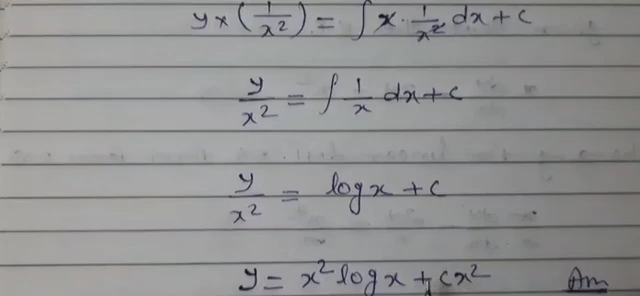 y × (1/x²) = ∫ x · 1/x² dx + c
y/x² = ∫ 1/x dx + c
y/x² = log x + c
y = x² log x + cx² Ans